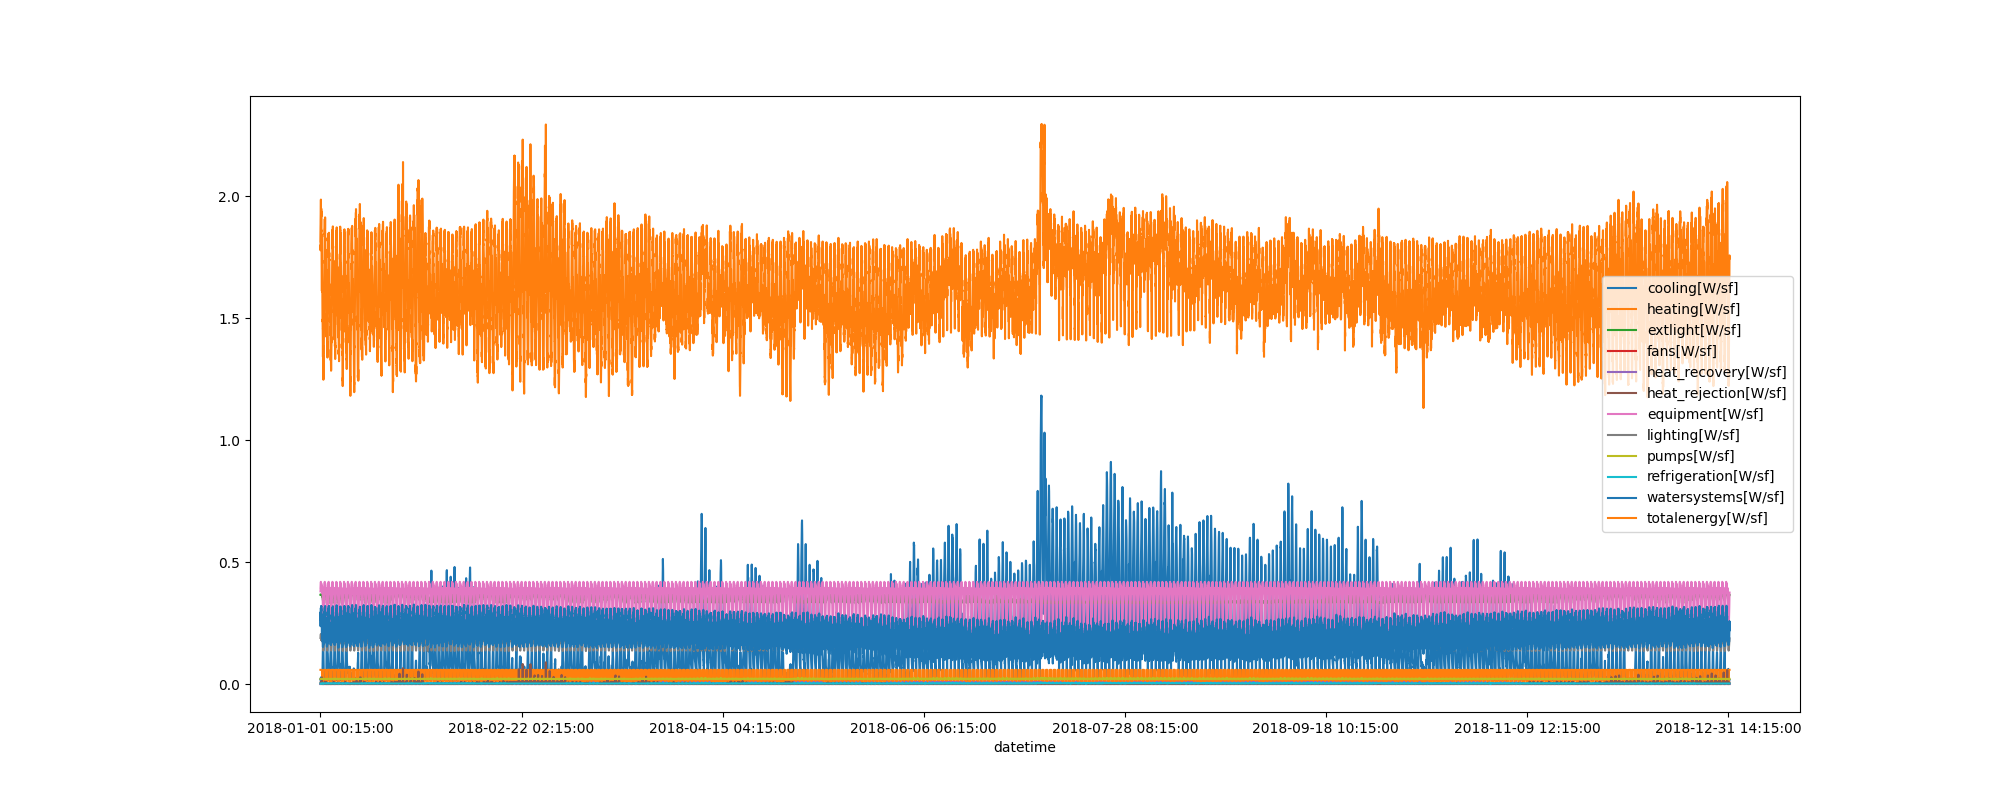 2.0
1.5
1.0
0.5
0.0
cooling[W/sf]
heating[W/sf]
extlight[W/sf]
fans[W/sf]
heat_recovery[W/sf]
heat_rejection[W/sf]
equipment[W/sf]
lighting[W/sf]
pumps[W/sf]
refrigeration[W/sf]
watersystems[W/sf]
totalenergy[W/sf]
2018-01-01 00:15:00 2018-02-22 02:15:00 2018-04-15 04:15:00 2018-06-06 06:15:00 2018-07-28 08:15:00 2018-09-18 10:15:00 2018-11-09 12:15:00 2018-12-31 14:15:00
datetime